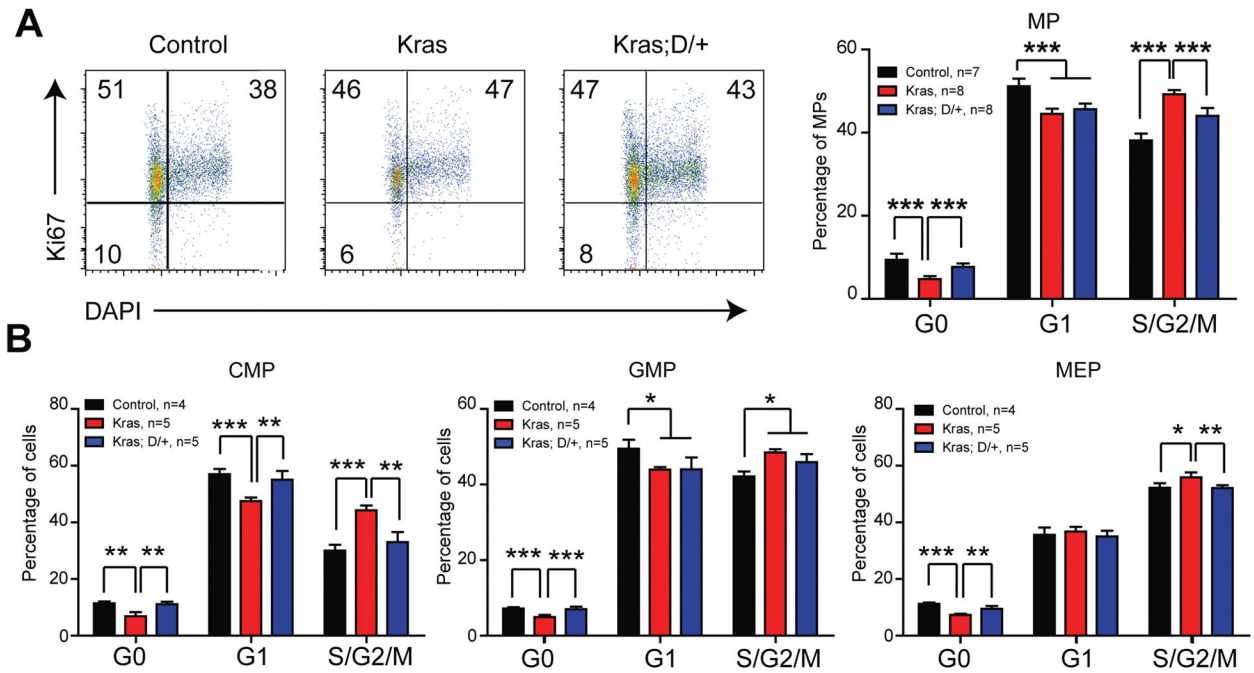 A
Control
Kras
Kras;D/+
51
38
46
47
47
43
10
6
8
Ki67
DAPI
MP
Control, n=7
Kras, n=8
Kras; D/+, n=8
Percentage of MPs
60
40
20
0
*** *** ***
*** ***
G0
G1
S/G2/M
B
CMP
Control, n=4
Kras, n=5
Kras; D/+, n=5
Percentage of cells
80
60
40
20
0
*** **
*** **
** **
G0
G1
S/G2/M
GMP
Control, n=4
Kras, n=5
Kras; D/+, n=5
Percentage of cells
60
40
20
0
* *
*** ***
G0
G1
S/G2/M
MEP
Control, n=4
Kras, n=5
Kras; D/+, n=5
Percentage of cells
80
60
40
20
0
* **
*** **
G0
G1
S/G2/M